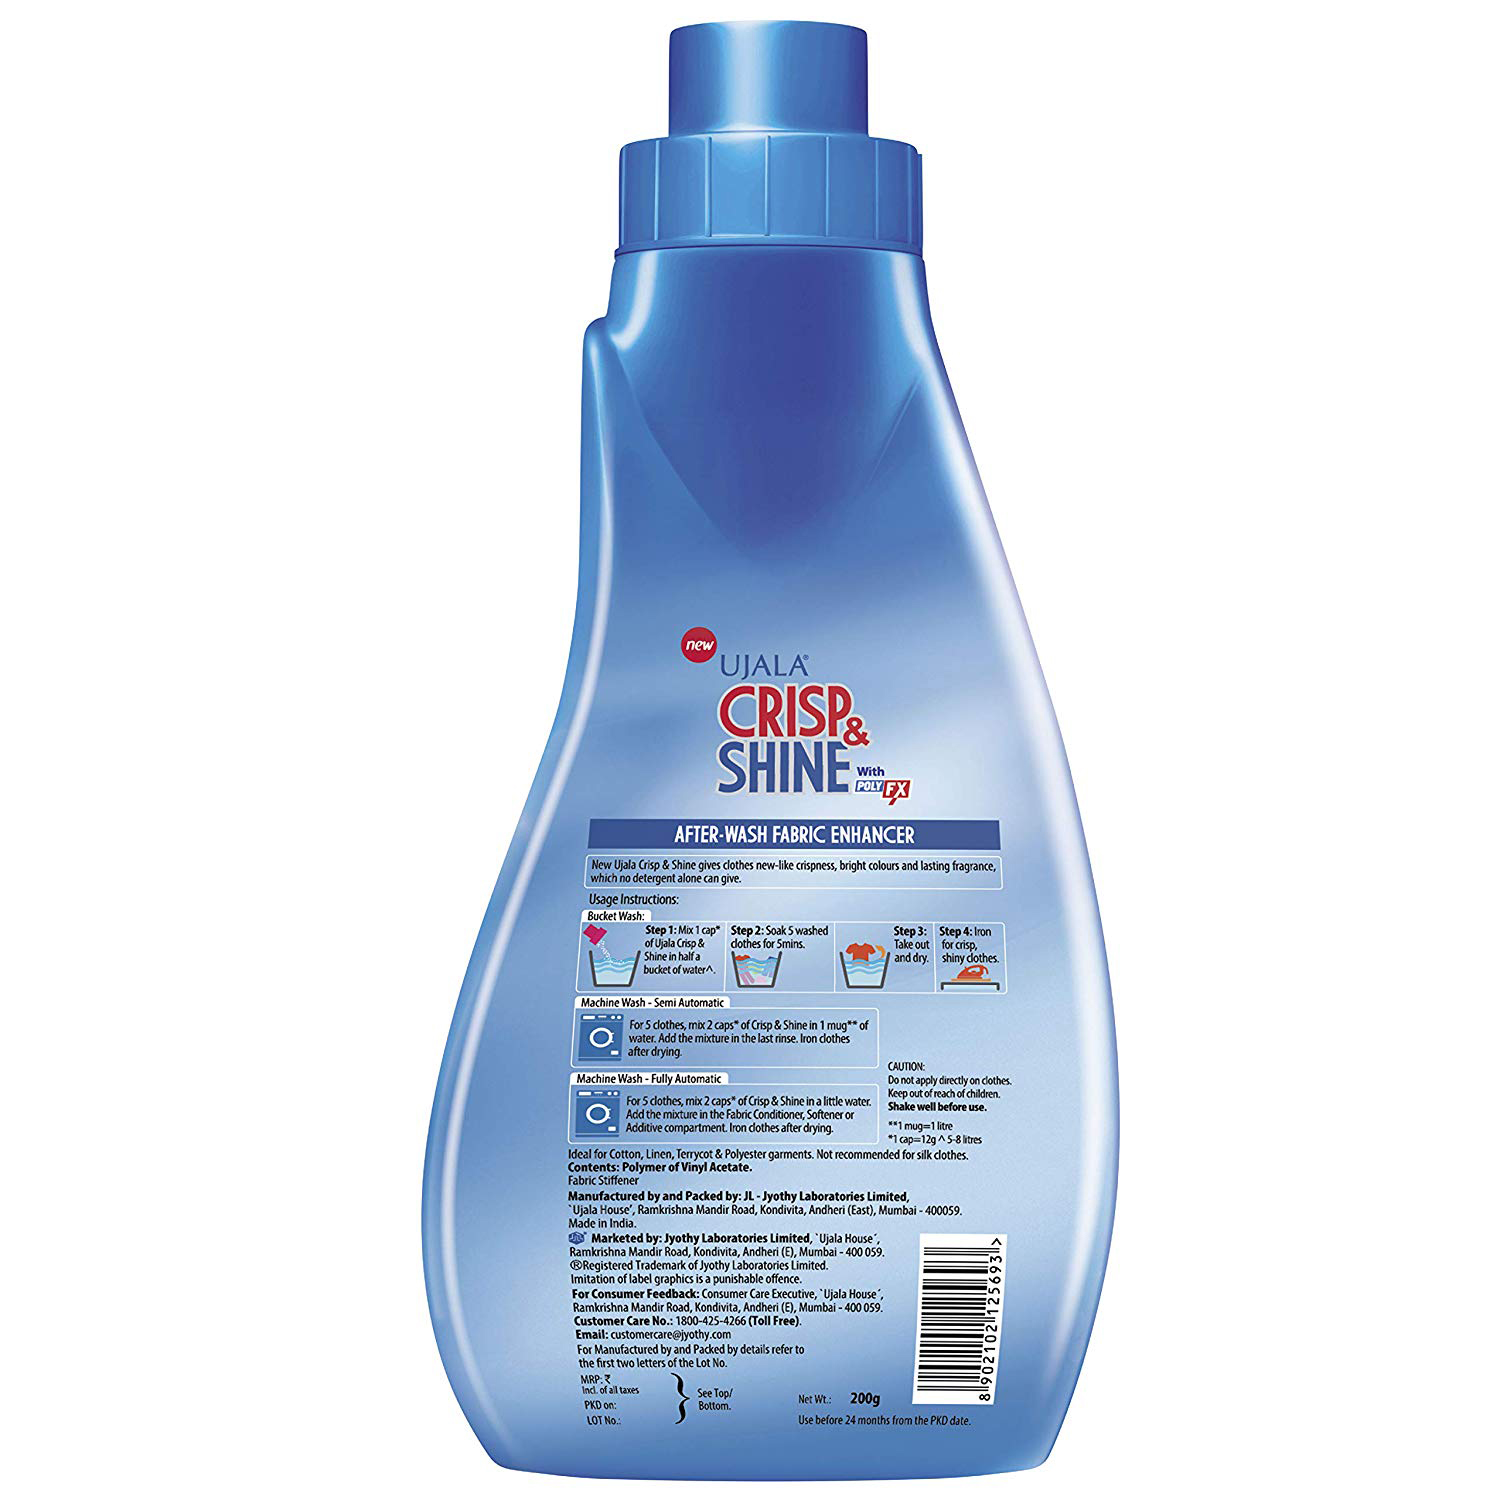 new
UJALA®
CRISP &
SHINE With
POLY FX
AFTER-WASH FABRIC ENHANCER
New Ujala Crisp & Shine gives clothes new-like crispness, bright colours and lasting fragrance,
which no detergent alone can give.
Usage Instructions:
Bucket Wash:
Step 1: Mix 1 cap*
of Ujala Crisp &
Shine in half a
bucket of water^.
Step 2: Soak 5 washed
clothes for 5mins.
Step 3:
Take out
and dry.
Step 4: Iron
for crisp,
shiny clothes.
Machine Wash - Semi Automatic
For 5 clothes, mix 2 caps* of Crisp & Shine in 1 mug** of
water. Add the mixture in the last rinse. Iron clothes
after drying.
Machine Wash - Fully Automatic
For 5 clothes, mix 2 caps* of Crisp & Shine in a little water.
Add the mixture in the Fabric Conditioner, Softener or
Additive compartment. Iron clothes after drying.
CAUTION:
Do not apply directly on clothes.
Keep out of reach of children.
Shake well before use.
**1 mug=1 litre
*1 cap=12g ^ 5-8 litres
Ideal for Cotton, Linen, Terrycot & Polyester garments. Not recommended for silk clothes.
Contents: Polymer of Vinyl Acetate.
Fabric Stiffener
Manufactured by and Packed by: JL - Jyothy Laboratories Limited,
`Ujala House', Ramkrishna Mandir Road, Kondivita, Andheri (East), Mumbai - 400059.
Made in India.
Marketed by: Jyothy Laboratories Limited, `Ujala House´,
Ramkrishna Mandir Road, Kondivita, Andheri (E), Mumbai - 400 059.
®Registered Trademark of Jyothy Laboratories Limited.
Imitation of label graphics is a punishable offence.
For Consumer Feedback: Consumer Care Executive, `Ujala House´,
Ramkrishna Mandir Road, Kondivita, Andheri (E), Mumbai - 400 059.
Customer Care No.: 1800-425-4266 (Toll Free).
Email: customercare@jyothy.com
For Manufactured by and Packed by details refer to
the first two letters of the Lot No.
MRP: ₹
Incl. of all taxes
PKD on:
LOT No.:
See Top/
Bottom.
Net Wt.: 200g
Use before 24 months from the PKD date.
8 902102 125693 >